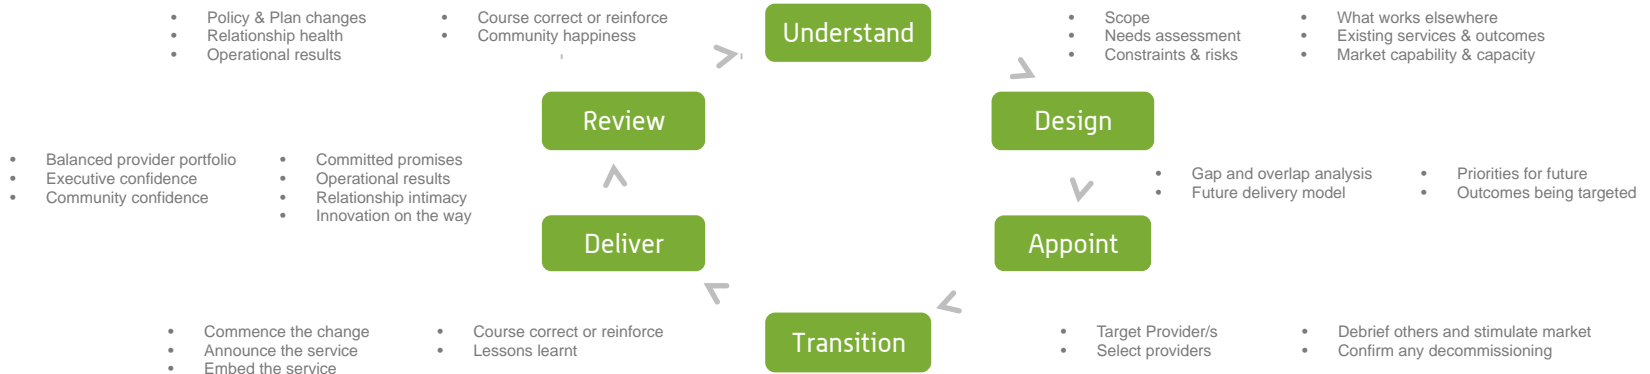 • Policy & Plan changes
• Relationship health
• Operational results
• Course correct or reinforce
• Community happiness
Understand
• Scope
• Needs assessment
• Constraints & risks
• What works elsewhere
• Existing services & outcomes
• Market capability & capacity
Review
Design
• Balanced provider portfolio
• Executive confidence
• Community confidence
• Committed promises
• Operational results
• Relationship intimacy
• Innovation on the way
• Gap and overlap analysis
• Future delivery model
• Priorities for future
• Outcomes being targeted
Deliver
Appoint
• Commence the change
• Announce the service
• Embed the service
• Course correct or reinforce
• Lessons learnt
Transition
• Target Provider/s
• Select providers
• Debrief others and stimulate market
• Confirm any decommissioning